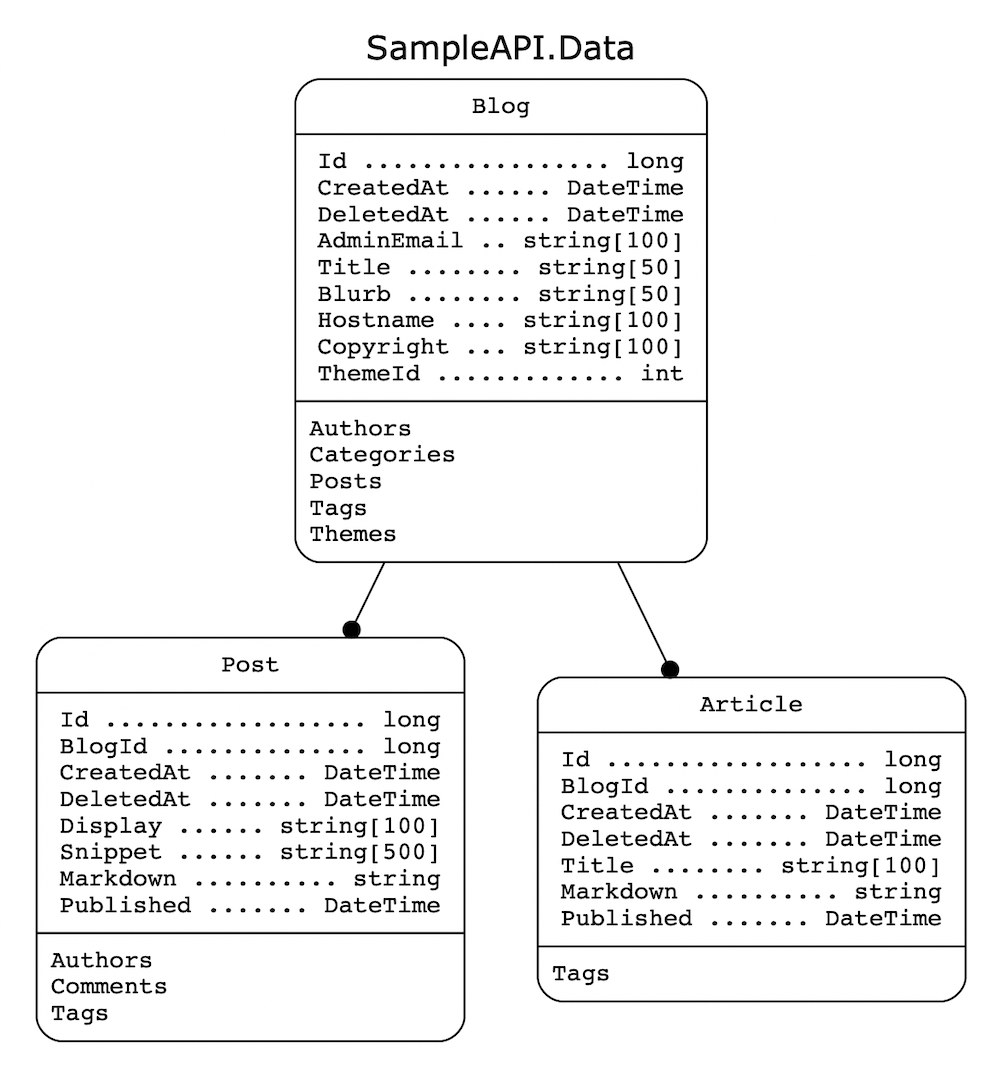 SampleAPI.Data
Blog
Id ................. long
CreatedAt ...... DateTime
DeletedAt ...... DateTime
AdminEmail .. string[100]
Title ........ string[50]
Blurb ........ string[50]
Hostname .... string[100]
Copyright ... string[100]
ThemeId ............. int
Authors
Categories
Posts
Tags
Themes
Post
Id .................. long
BlogId .............. long
CreatedAt ....... DateTime
DeletedAt ....... DateTime
Display ...... string[100]
Snippet ...... string[500]
Markdown .......... string
Published ....... DateTime
Authors
Comments
Tags
Article
Id .................. long
BlogId .............. long
CreatedAt ....... DateTime
DeletedAt ....... DateTime
Title ........ string[100]
Markdown .......... string
Published ....... DateTime
Tags